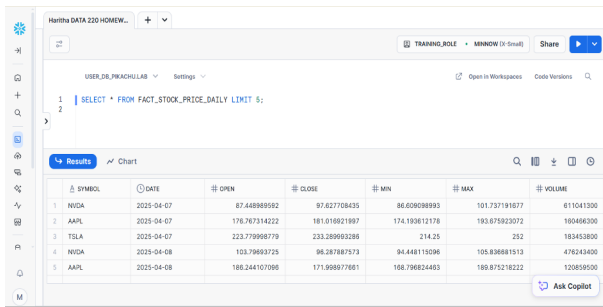 Haritha DATA 220 HOMEW...
TRAINING_ROLE • MINNOW (X-Small) Share
USER_DB_PIKACHU.LAB Settings Open in Workspaces Code Versions
1 SELECT * FROM FACT_STOCK_PRICE_DAILY LIMIT 5;
2
Results Chart
SYMBOL DATE # OPEN # CLOSE # MIN # MAX # VOLUME
1 NVDA 2025-04-07 87.448989592 97.627708435 86.609098993 101.737191677 611041300
2 AAPL 2025-04-07 176.767314222 181.016921997 174.193612178 193.675923072 160466300
3 TSLA 2025-04-07 223.779998779 233.289993286 214.25 252 183453800
4 NVDA 2025-04-08 103.79693725 96.287887573 94.448115096 105.836681513 476243400
5 AAPL 2025-04-08 186.244107098 171.998977661 168.796824463 189.875218222 120859500
Ask Copilot
M